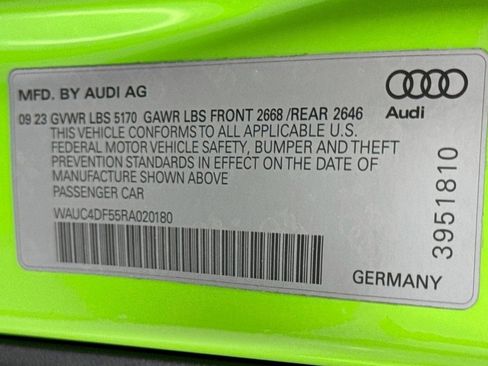 MFD. BY AUDI AG
09 23 GVWR LBS 5170 GAWR LBS FRONT 2668 /REAR 2646
THIS VEHICLE CONFORMS TO ALL APPLICABLE U.S.
FEDERAL MOTOR VEHICLE SAFETY, BUMPER AND THEFT
PREVENTION STANDARDS IN EFFECT ON THE DATE OF
MANUFACTURE SHOWN ABOVE
PASSENGER CAR
WAUC4DF55RA020180
Audi
3951810
GERMANY